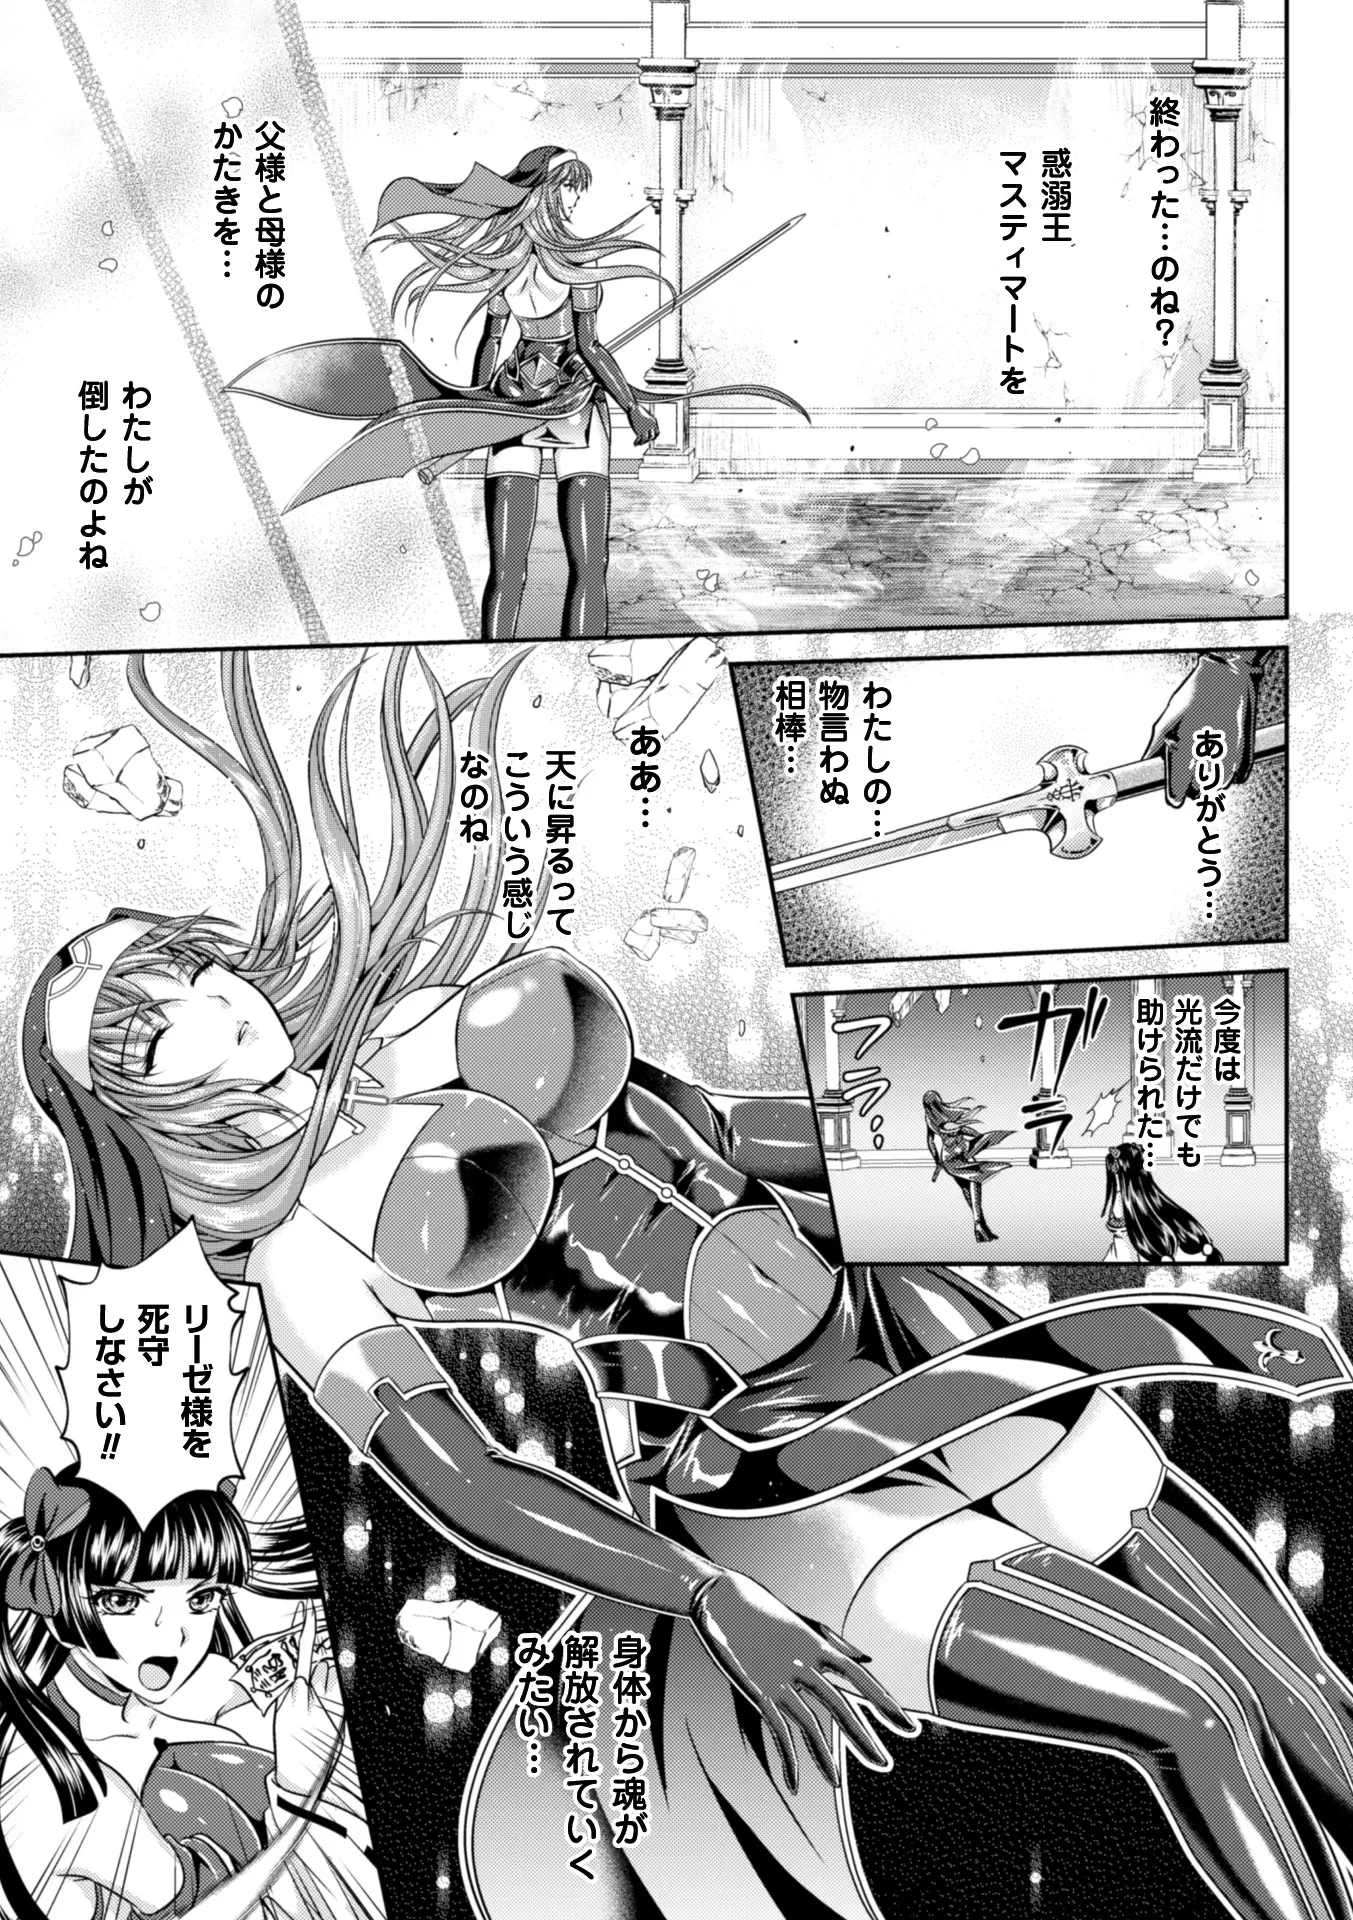 終わった…のね?
惑溺王
マスティマートを
父様と母様の
かたきを…
わたしが
倒したのよね
ありがとう…
わたしの…
物言わぬ
相棒…
今度は
光流だけでも
助けられた…
ガクッ
フラフラ…
ああ…
天に昇るって
こういう感じ
なのね
身体から魂が
解放されていく
みたい…
リーゼ様を
死守
しなさい!!